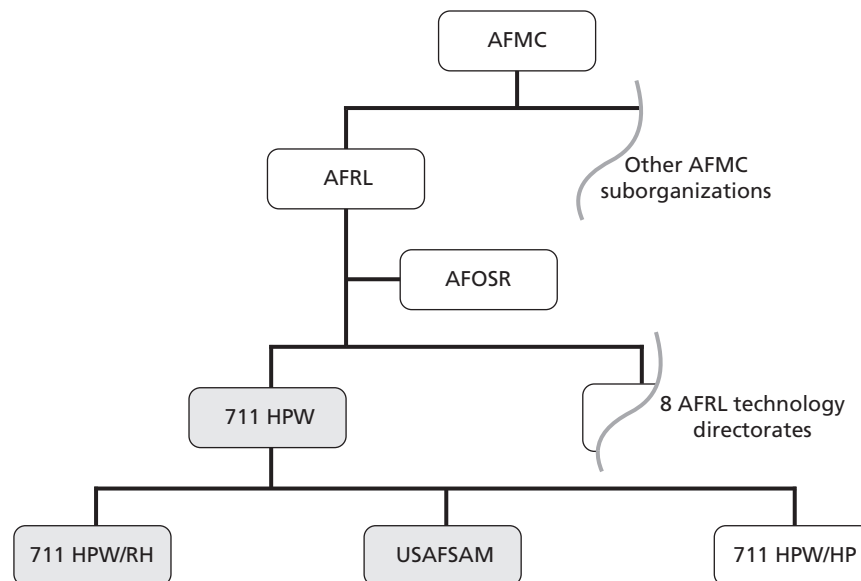 AFMC
Other AFMC
suborganizations
AFRL
AFOSR
8 AFRL technology
directorates
711 HPW
711 HPW/RH
USAFSAM
711 HPW/HP